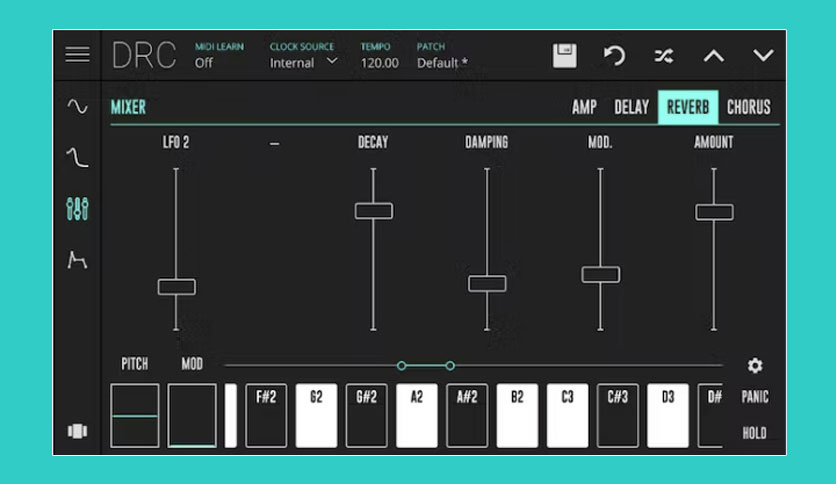 DRC
MIDI LEARN
Off
CLOCK SOURCE
Internal
TEMPO
120.00
PATCH
Default *
MIXER
AMP DELAY REVERB CHORUS
LFO 2 – DECAY DAMPING MOD. AMOUNT
PITCH MOD
F#2 G2 G#2 A2 A#2 B2 C3 C#3 D3 D#
PANIC
HOLD